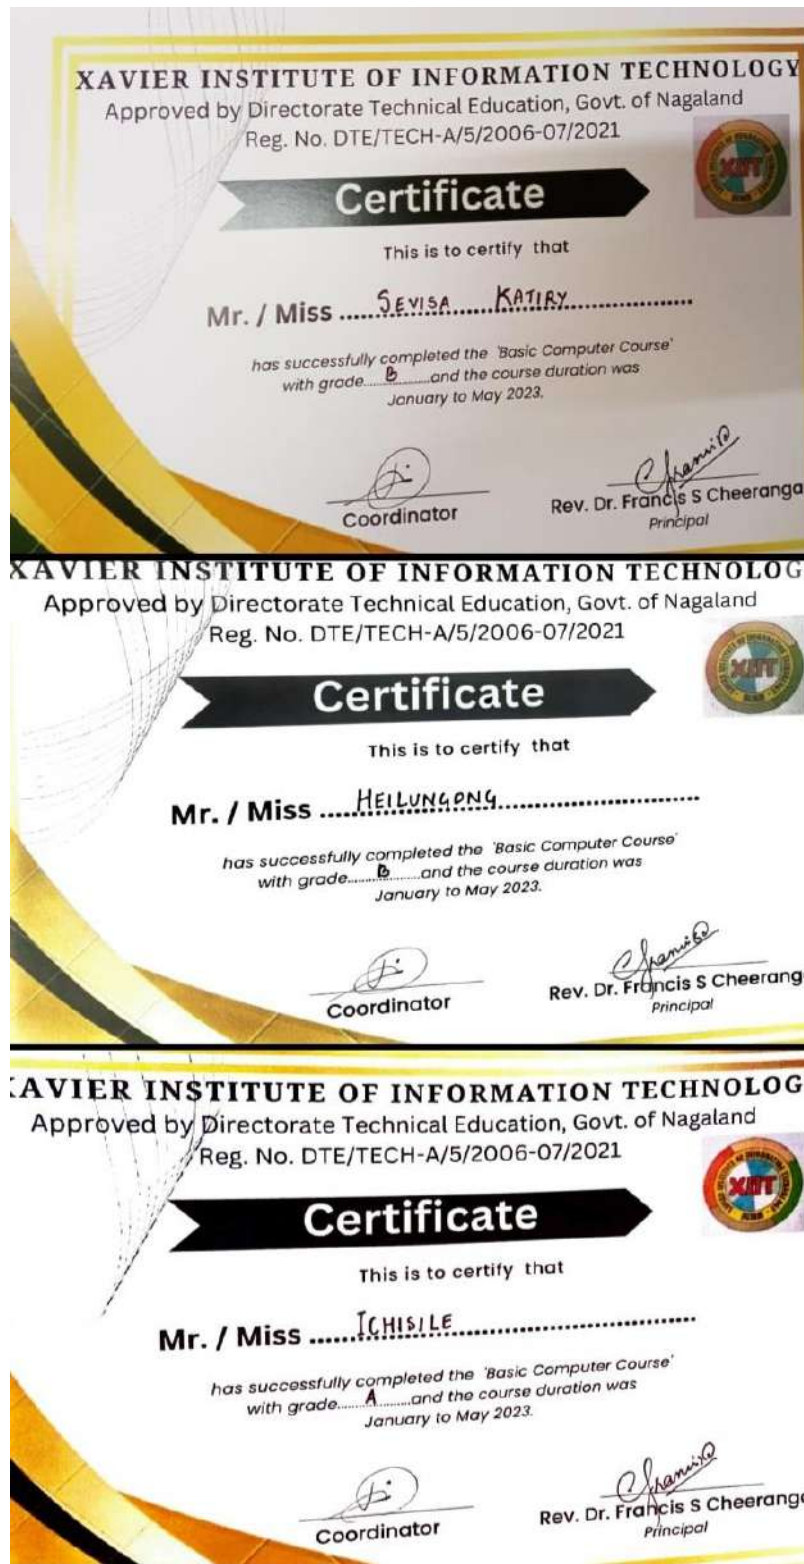 XAVIER INSTITUTE OF INFORMATION TECHNOLOGY
Approved by Directorate Technical Education, Govt. of Nagaland
Reg. No. DTE/TECH-A/5/2006-07/2021
XIIT
Certificate
This is to certify that
Mr. / Miss ..... SEVISA KATIRY .....
has successfully completed the 'Basic Computer Course'
with grade.....B.....and the course duration was
January to May 2023.
Coordinator
Rev. Dr. Francis S Cheeranga
Principal
XAVIER INSTITUTE OF INFORMATION TECHNOLOG
Approved by Directorate Technical Education, Govt. of Nagaland
Reg. No. DTE/TECH-A/5/2006-07/2021
XIIT
Certificate
This is to certify that
Mr. / Miss ..... HEILUNGONG .....
has successfully completed the 'Basic Computer Course'
with grade.....B.....and the course duration was
January to May 2023.
Coordinator
Rev. Dr. Francis S Cheerang
Principal
XAVIER INSTITUTE OF INFORMATION TECHNOLOG
Approved by Directorate Technical Education, Govt. of Nagaland
Reg. No. DTE/TECH-A/5/2006-07/2021
XIIT
Certificate
This is to certify that
Mr. / Miss ..... ICHISILE .....
has successfully completed the 'Basic Computer Course'
with grade.....A.....and the course duration was
January to May 2023.
Coordinator
Rev. Dr. Francis S Cheeranga
Principal